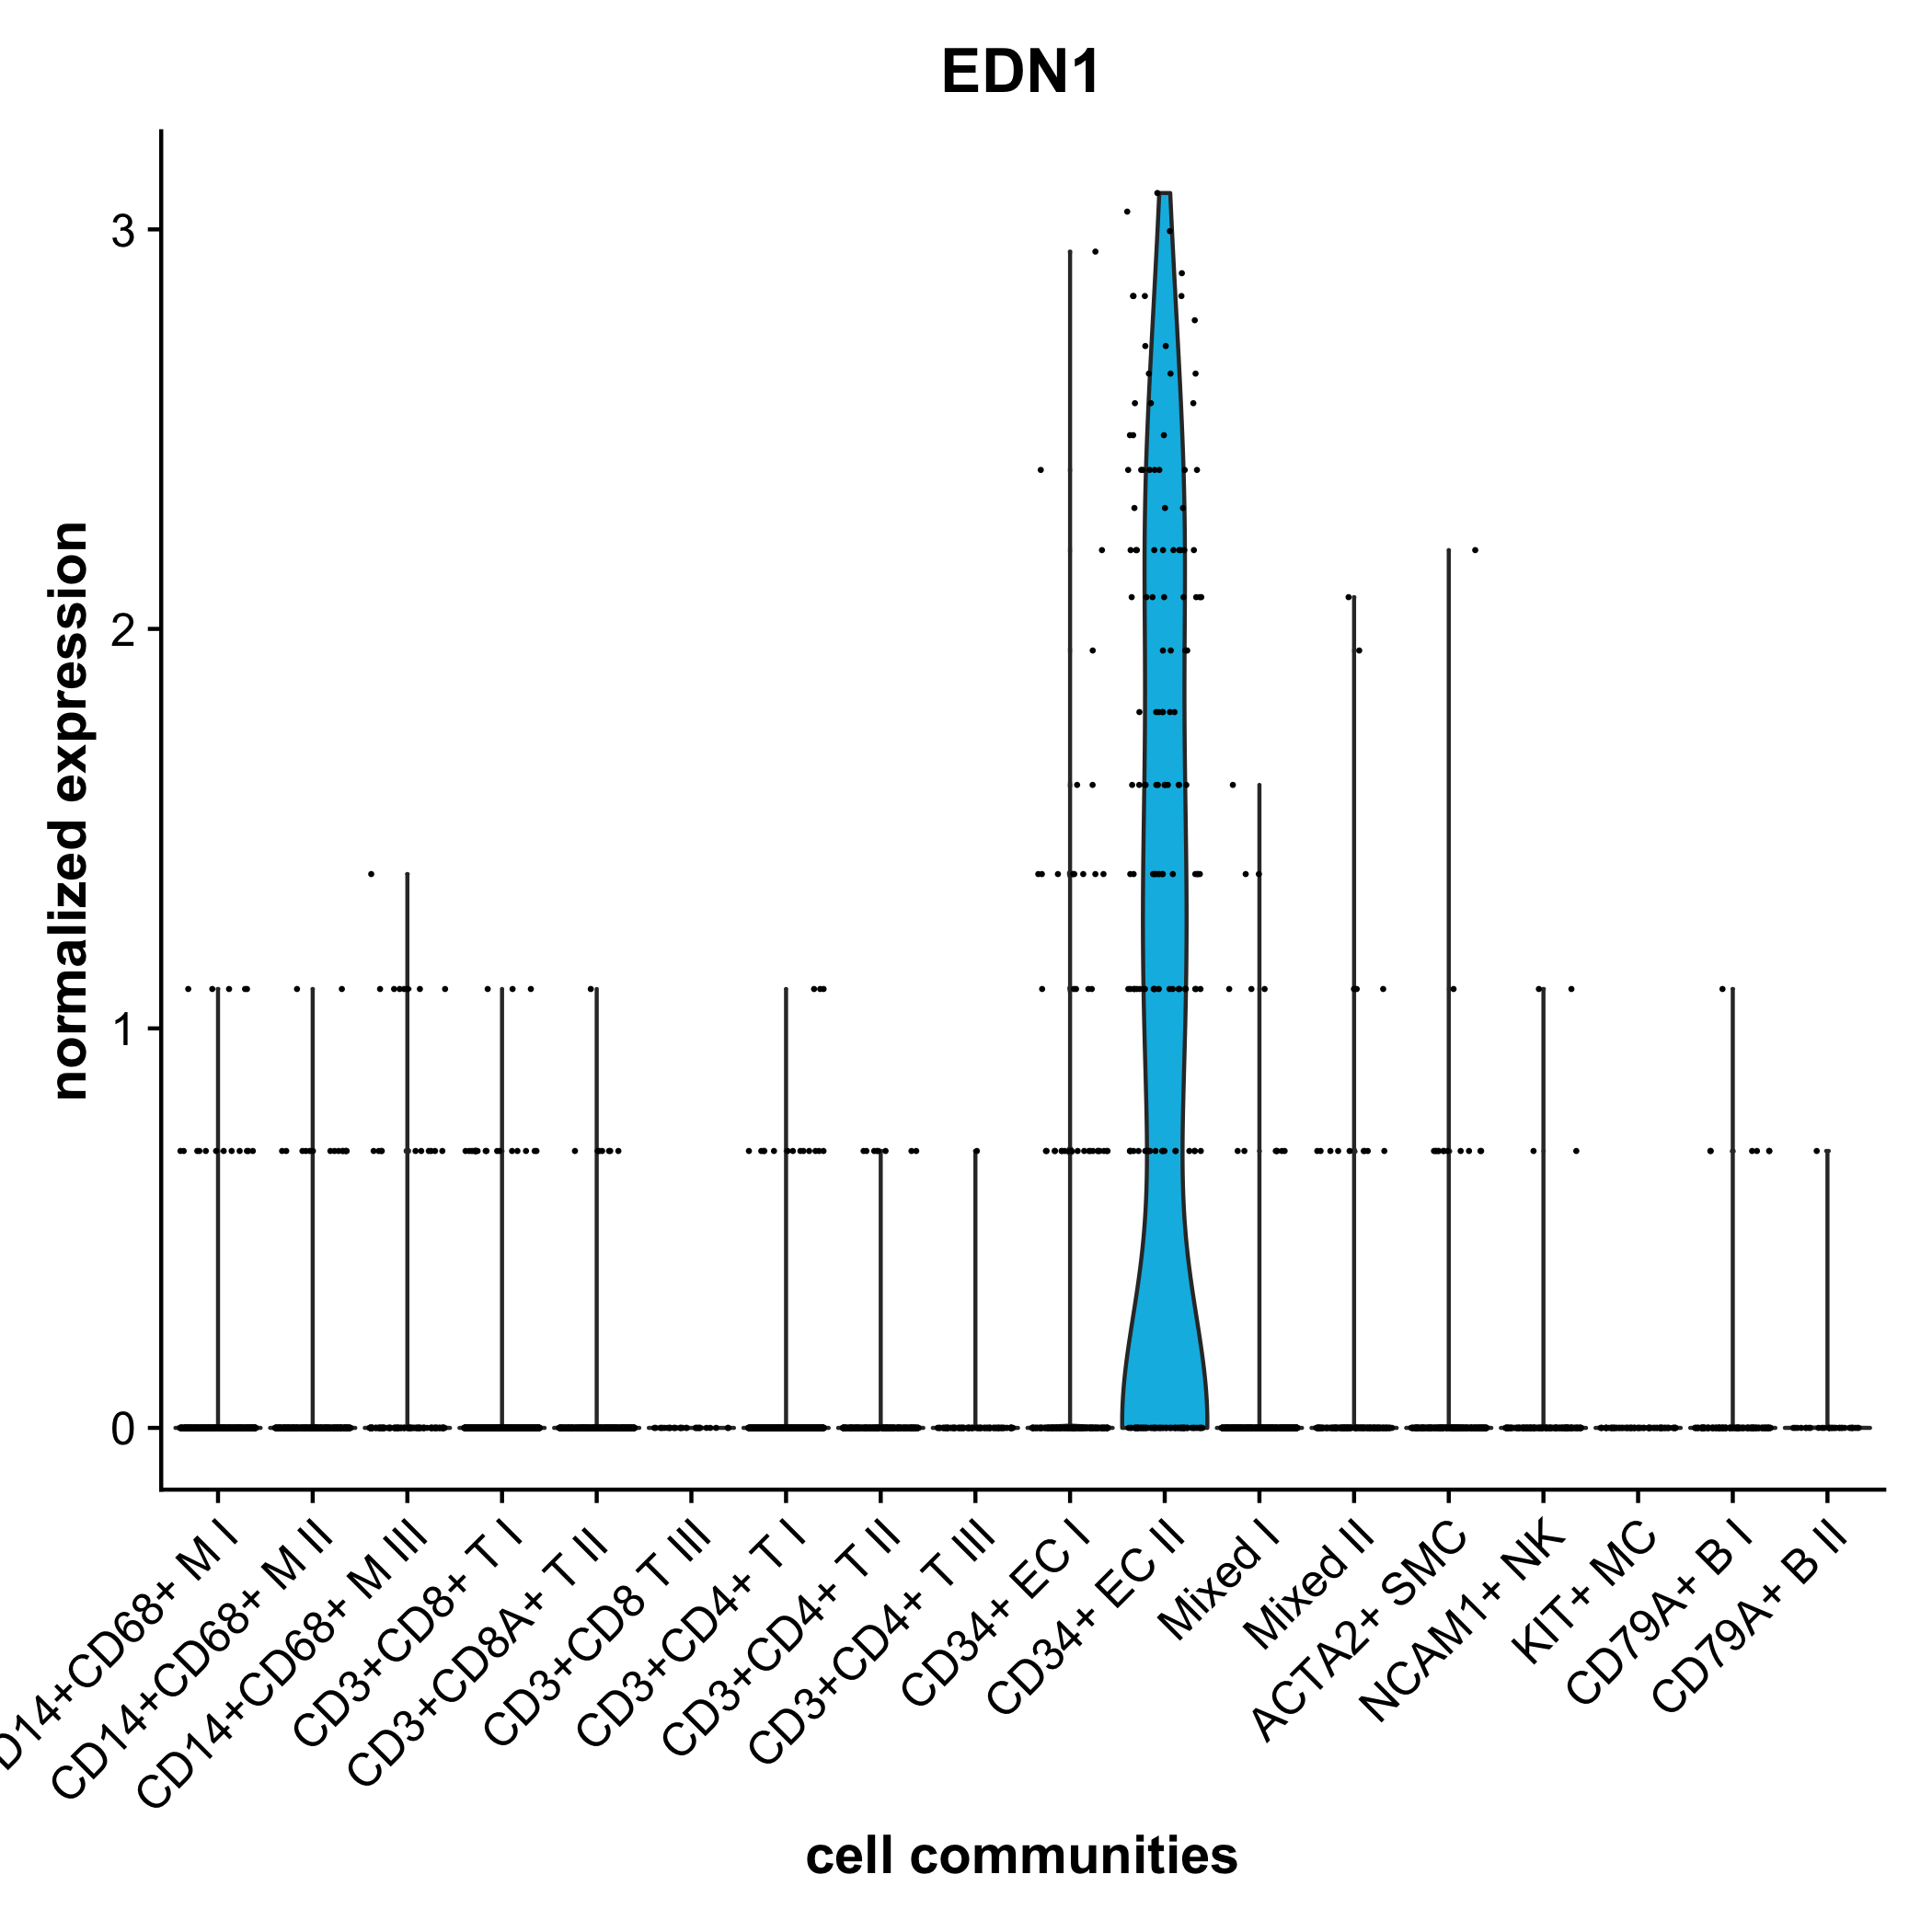 EDN1
normalized expression
3
2
1
0
D14+CD68+ M I
CD14+CD68+ M II
CD14+CD68+ M III
CD3+CD8+ T I
CD3+CD8A+ T II
CD3+CD8 T III
CD3+CD4+ T I
CD3+CD4+ T II
CD3+CD4+ T III
CD34+ EC I
CD34+ EC II
Mixed I
Mixed II
ACTA2+ SMC
NCAM1+ NK
KIT+ MC
CD79A+ B I
CD79A+ B II
cell communities